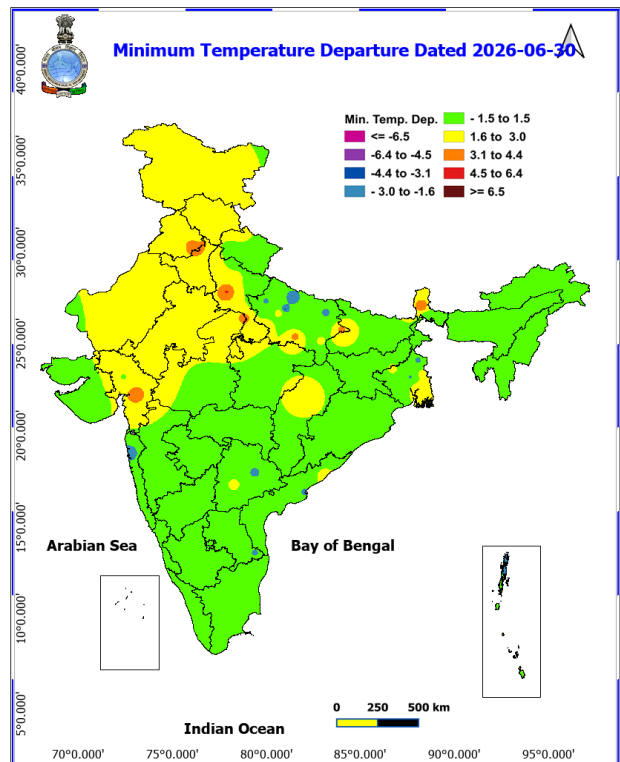 Minimum Temperature Departure Dated 2026-06-30
Min. Temp. Dep.
<= -6.5
-6.4 to -4.5
-4.4 to -3.1
- 3.0 to -1.6
- 1.5 to 1.5
1.6 to 3.0
3.1 to 4.4
4.5 to 6.4
>= 6.5
40°0.000'
35°0.000'
30°0.000'
25°0.000'
20°0.000'
15°0.000'
10°0.000'
5°0.000'
Arabian Sea
Bay of Bengal
Indian Ocean
0 250 500 km
70°0.000' 75°0.000' 80°0.000' 85°0.000' 90°0.000' 95°0.000'